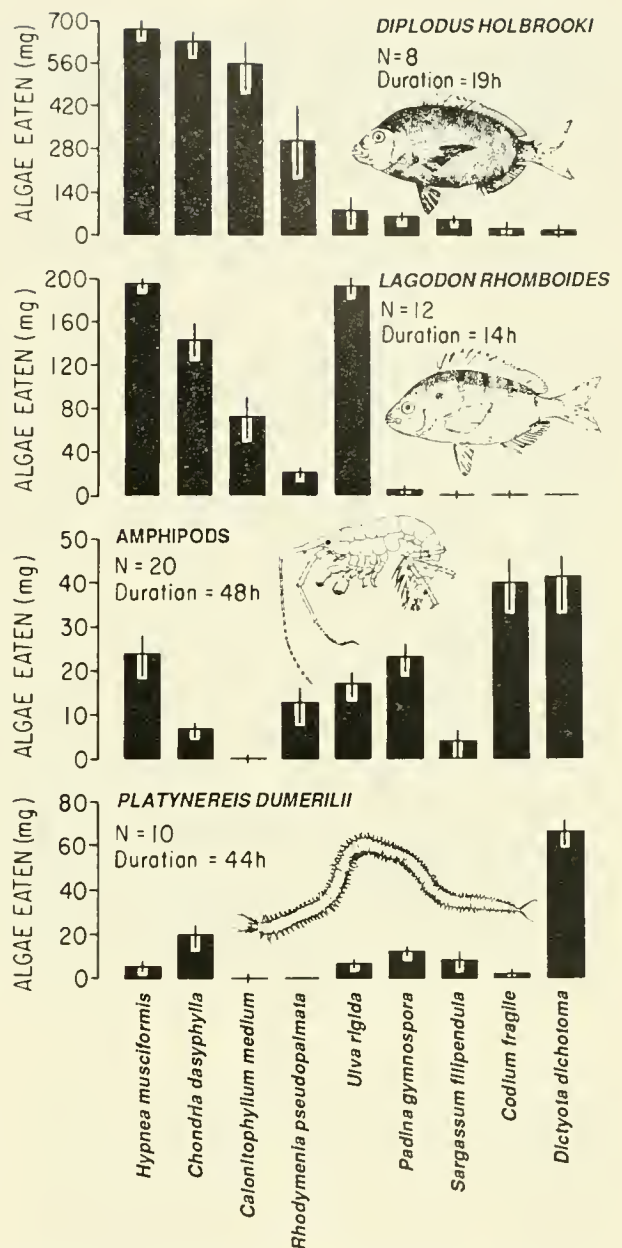 DIPLODUS HOLBROOKI
N=8
Duration = 19h
ALGAE EATEN (mg)
700
560
420
280
140
0
LAGODON RHOMBOIDES
N = 12
Duration = 14h
ALGAE EATEN (mg)
200
160
120
80
40
0
AMPHIPODS
N = 20
Duration = 48h
ALGAE EATEN (mg)
50
40
30
20
10
0
PLATYNEREIS DUMERILII
N = 10
Duration = 44h
ALGAE EATEN (mg)
80
60
40
20
0
Hypnea musciformis
Chondria dasyphylla
Calonitophyllum medium
Rhodymenia pseudopalmata
Ulva rigida
Padina gymnospora
Sargassum filipendula
Codium fragile
Dictyota dichotoma